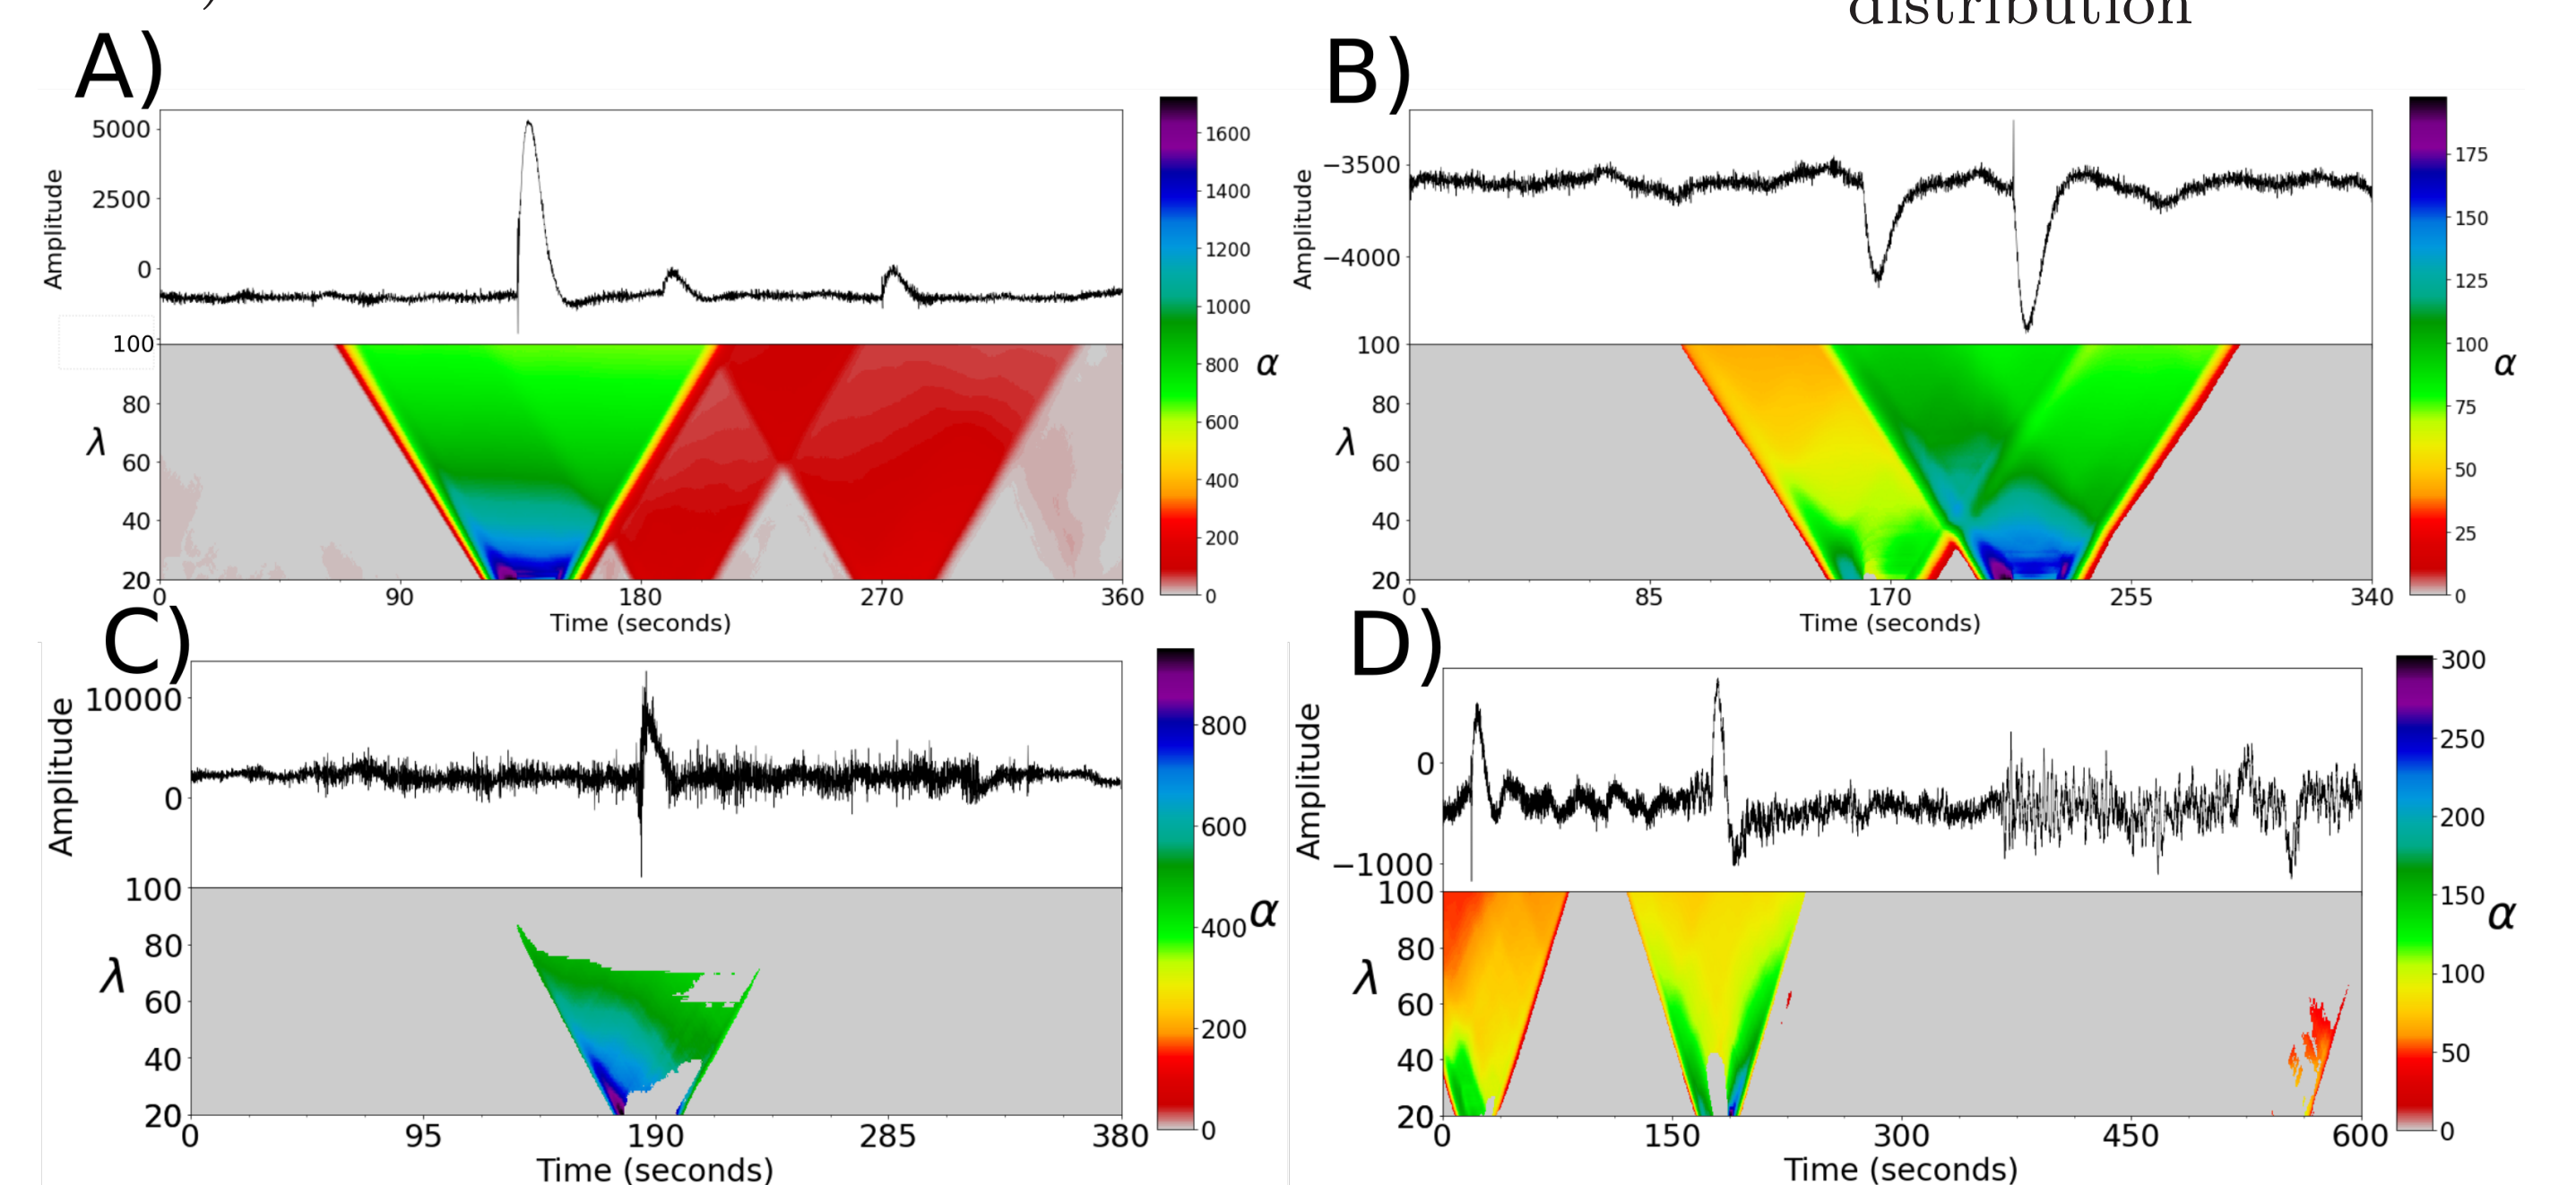 )
distribution
A)
Amplitude
5000
2500
0
100
80
60
40
20
λ
0 90 180 270 360
Time (seconds)
1600
1400
1200
1000
800
600
400
200
0
α
B)
Amplitude
−3500
−4000
100
80
60
40
20
λ
0 85 170 255 340
Time (seconds)
175
150
125
100
75
50
25
0
α
C)
Amplitude
10000
0
100
80
60
40
20
λ
0 95 190 285 380
Time (seconds)
800
600
400
200
0
α
D)
Amplitude
0
−1000
100
80
60
40
20
λ
0 150 300 450 600
Time (seconds)
300
250
200
150
100
50
0
α